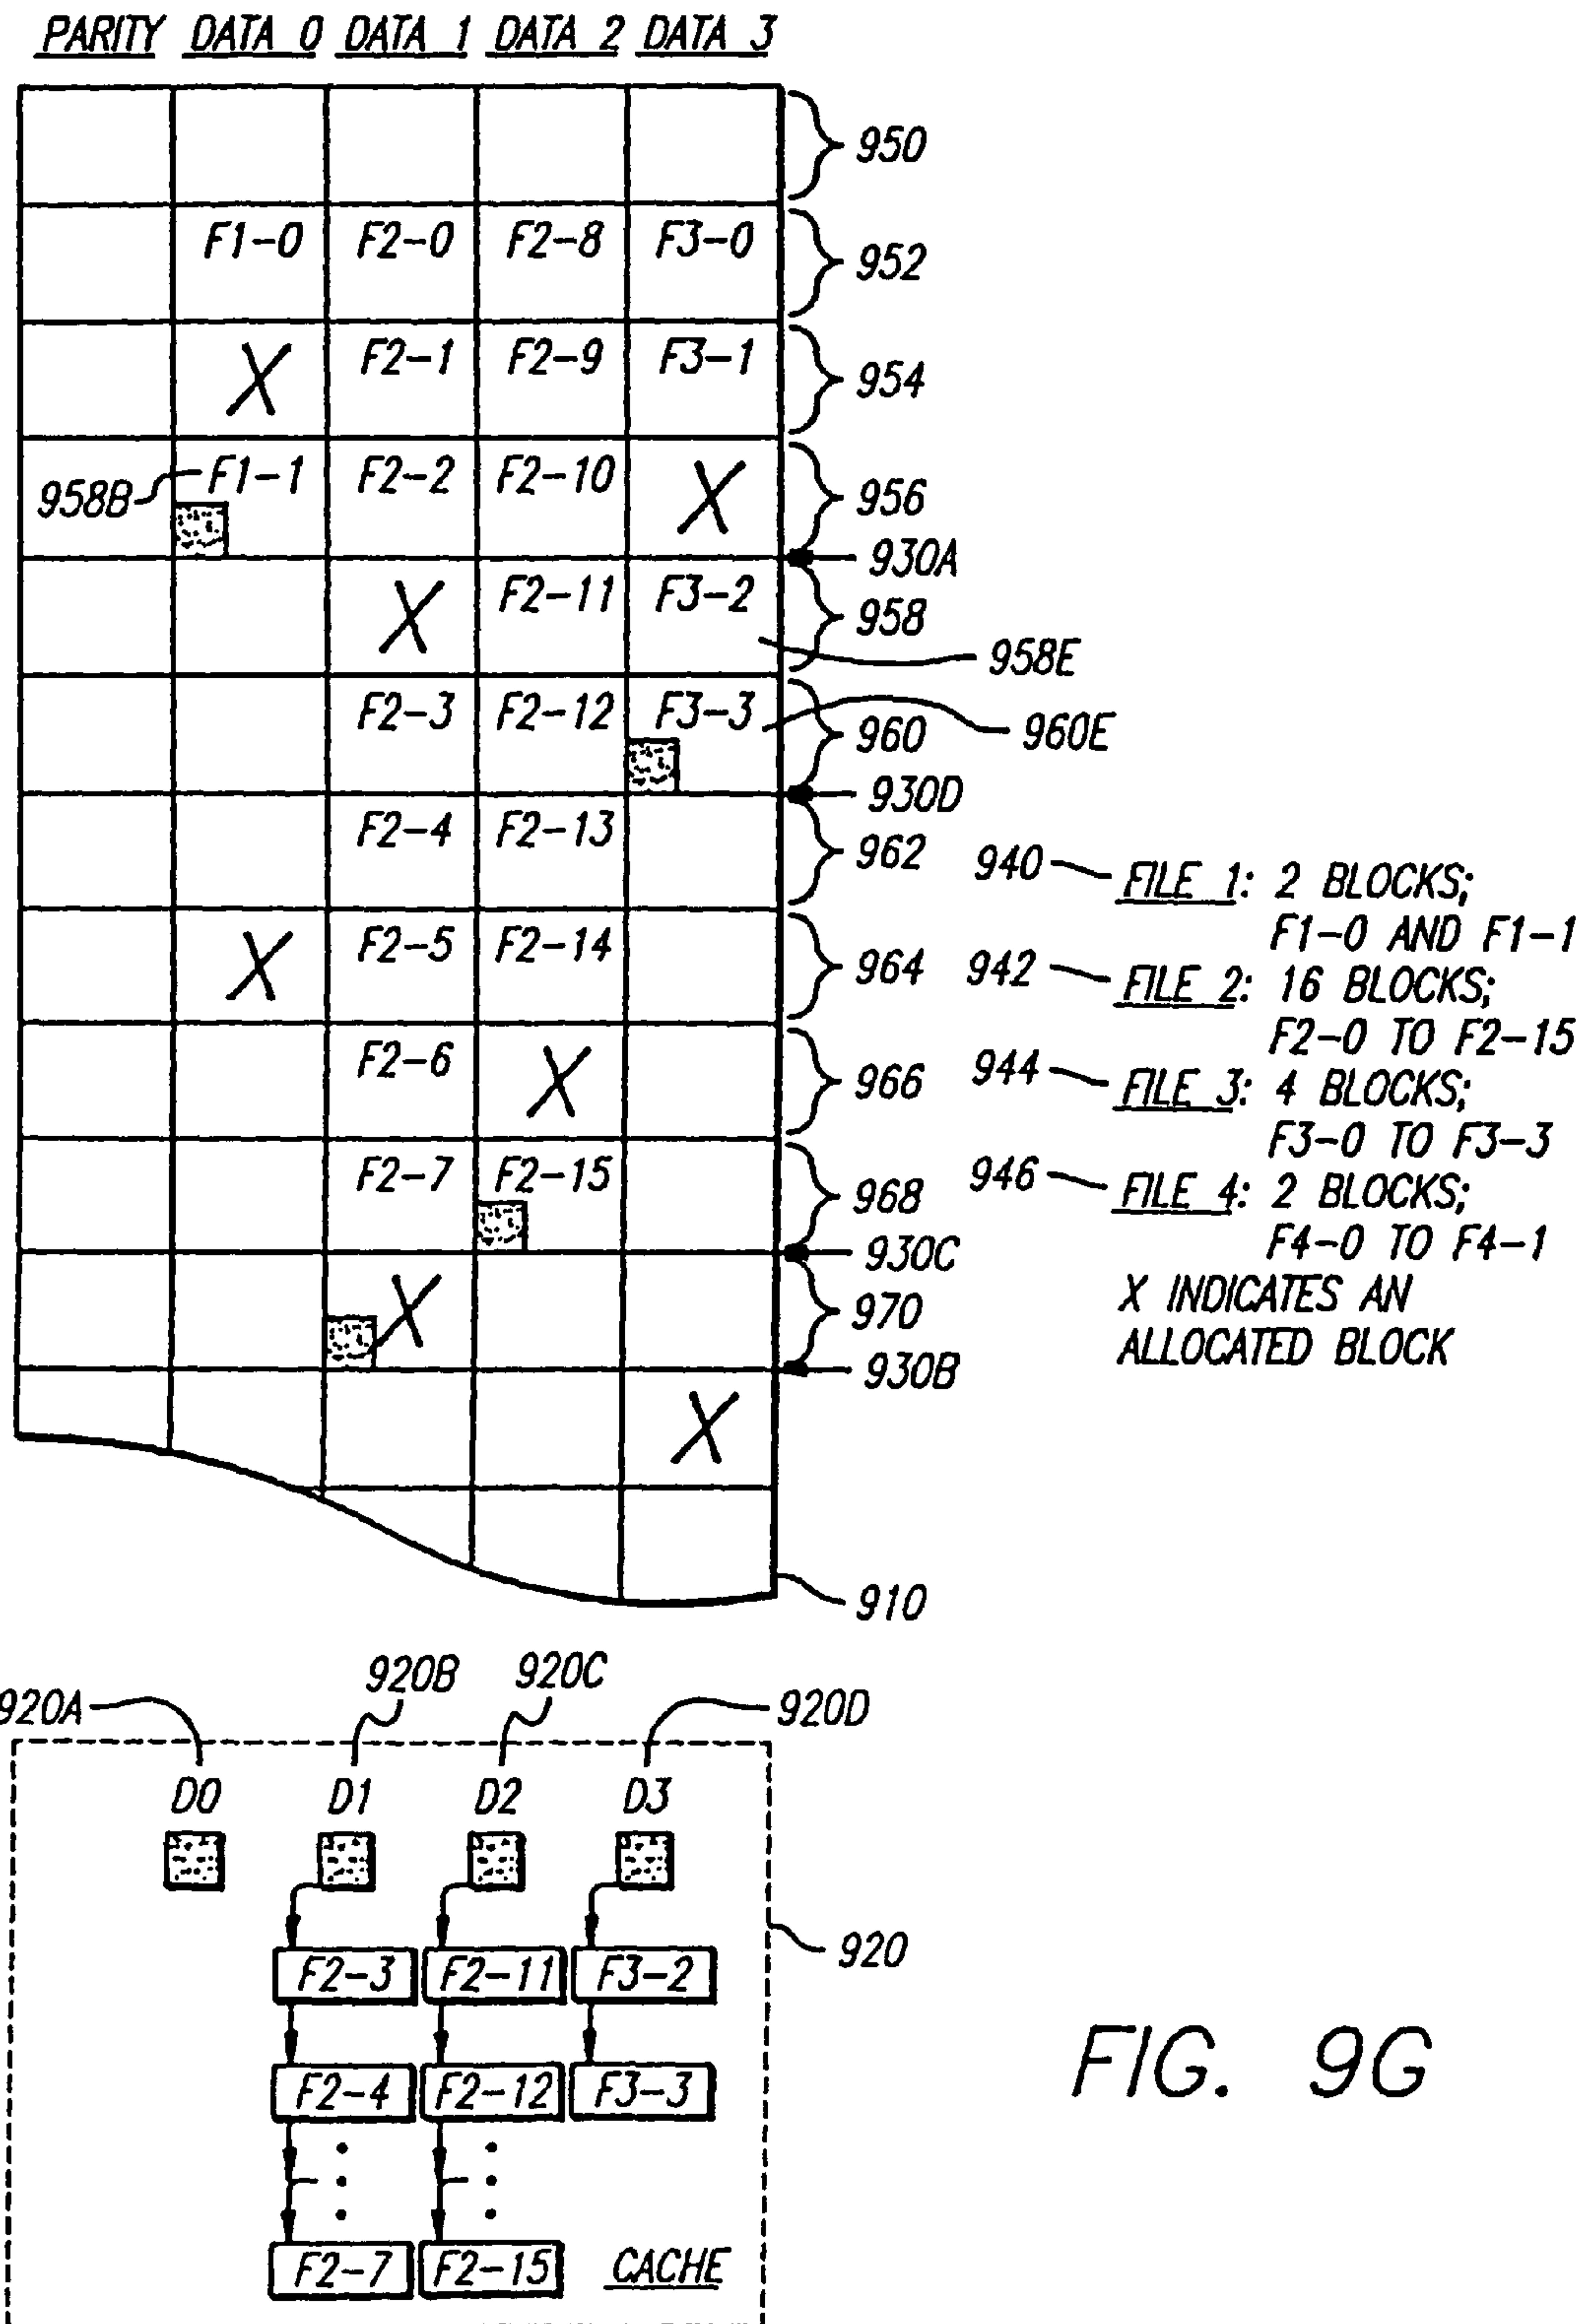 PARITY DATA 0 DATA 1 DATA 2 DATA 3
950
F1-0 F2-0 F2-8 F3-0
952
X F2-1 F2-9 F3-1
954
958B F1-1 F2-2 F2-10 X
956
930A
X F2-11 F3-2
958
958E
F2-3 F2-12 F3-3
960 960E
930D
F2-4 F2-13
962
X F2-5 F2-14
964
F2-6 X
966
F2-7 F2-15
968
930C
X
970
930B
X
910
940 FILE 1: 2 BLOCKS;
F1-0 AND F1-1
942 FILE 2: 16 BLOCKS;
F2-0 TO F2-15
944 FILE 3: 4 BLOCKS;
F3-0 TO F3-3
946 FILE 4: 2 BLOCKS;
F4-0 TO F4-1
X INDICATES AN
ALLOCATED BLOCK
920A 920B 920C 920D
D0 D1 D2 D3
920
F2-3 F2-11 F3-2
F2-4 F2-12 F3-3
F2-7 F2-15 CACHE
FIG. 9G